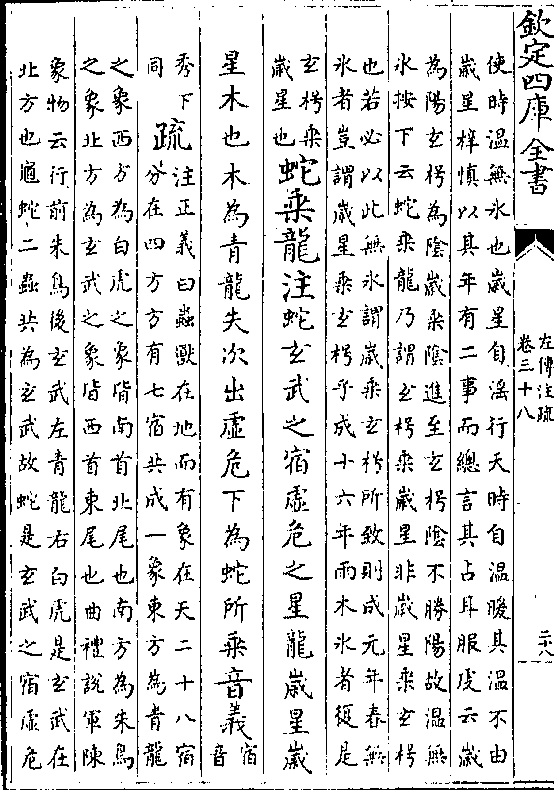 欽定四庫全書
左傳注疏
卷三十八
二十八
使時溫無氷也歲星自淫行天時自溫暖其溫不由
歲星梓慎以其年有二事而總言其占耳服虔云歲
為陽玄枵為陰歲乘陰進至玄枵陰不勝陽故溫無
氷按下云蛇乘龍乃謂玄枵乘歲星非歲星乘玄枵
也若必以此無氷謂歲乘玄枵所致則成元年春無
氷者豈謂歲星乘玄枵乎成十六年雨木氷者復是
玄枵乘
歲星也
蛇乘龍注蛇玄武之宿虛危之星龍歲星歲
星木也木為青龍失次出虛危下為蛇所乘
音義
宿音
秀下
同
疏
注正義曰蟲獸在地而有象在天二十八宿
分在四方方有七宿共成一象東方為青龍
之象西方為白虎之象皆南首北尾也南方為朱鳥
之象北方為玄武之象皆西首東尾也曲禮說軍陳
象物云行前朱鳥後玄武左青龍右白虎是玄武在
北方也龜蛇二蟲共為玄武故蛇是玄武之宿虛危